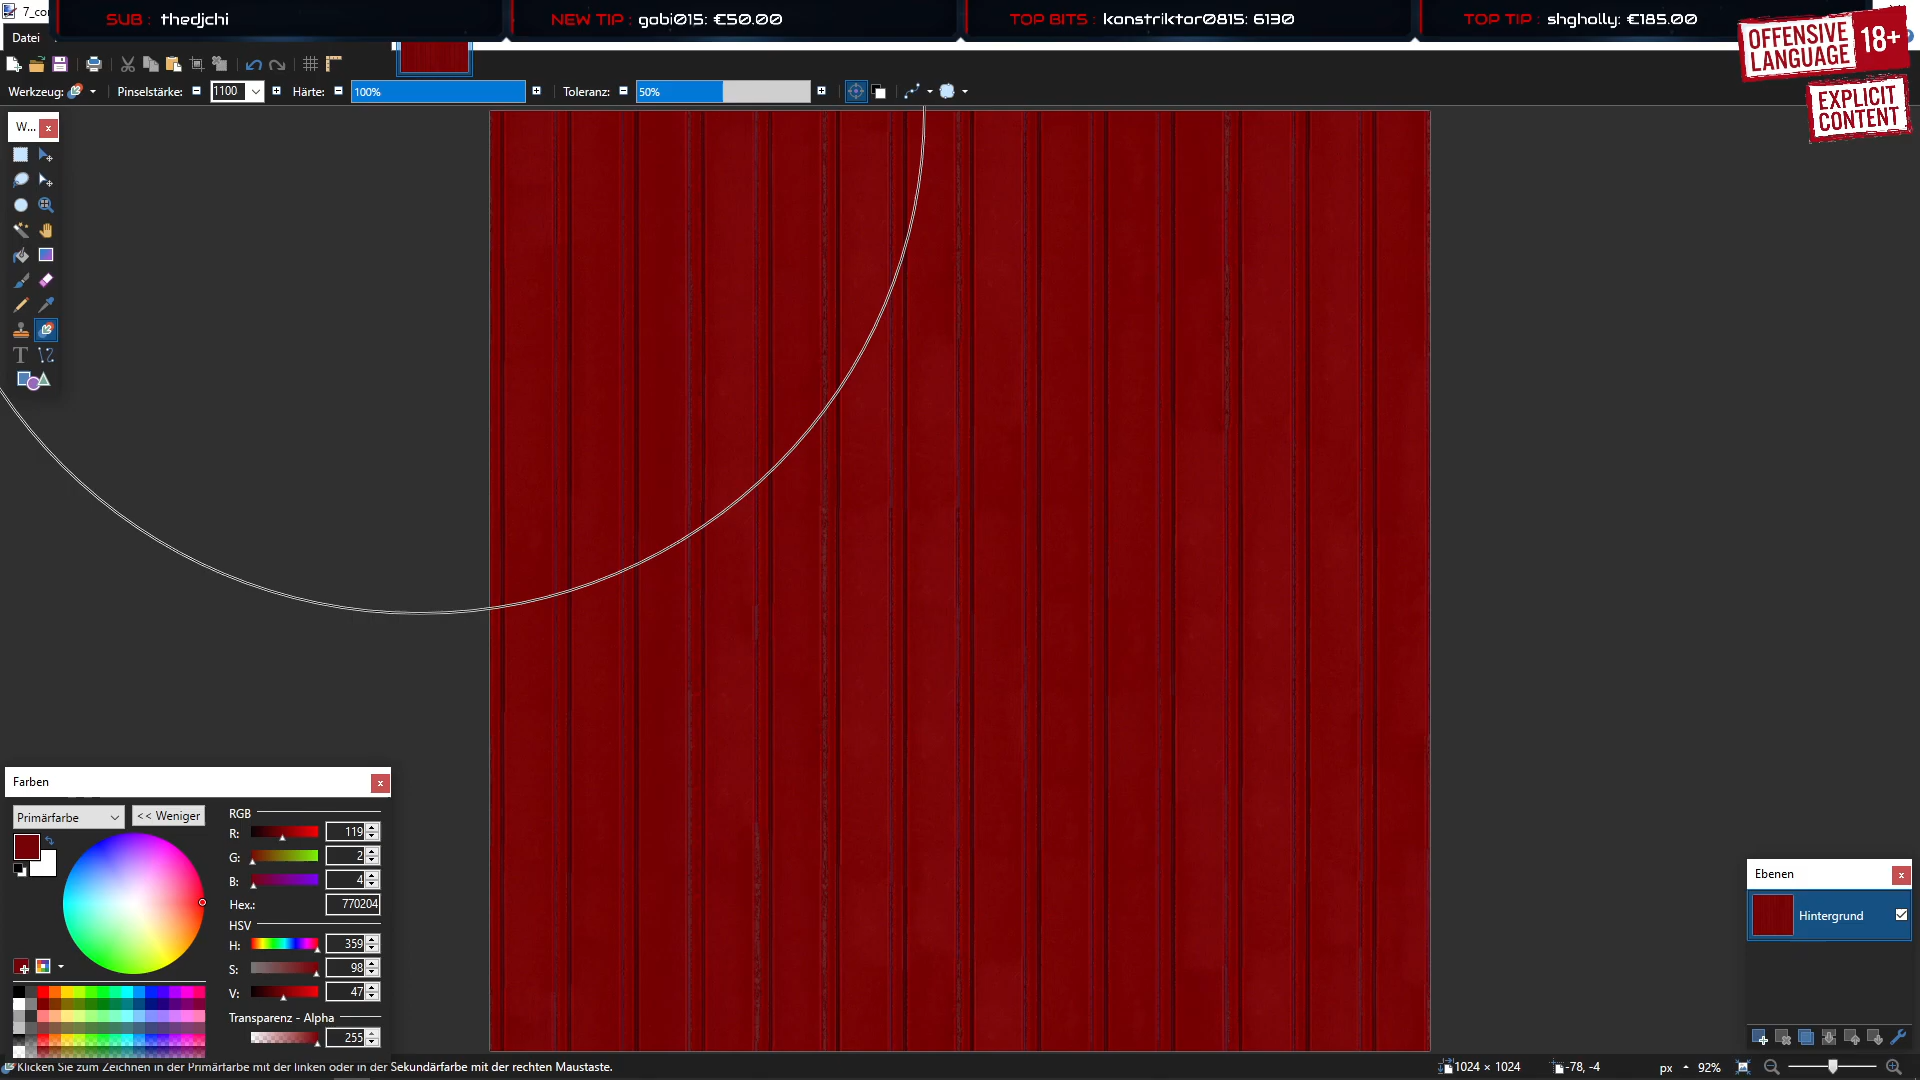 7_co
SUB : thedjchi
NEW TIP : gabi015: €50.00
TOP BITS : konstriktor0815: 6130
TOP TIP : shgholly: €185.00
OFFENSIVE
LANGUAGE
18+
EXPLICIT
CONTENT
Datei
Werkzeug:
Pinselstärke:
1100
Härte:
100%
Toleranz:
50%
W...
Farben
Primärfarbe
<< Weniger
RGB
R: 119
G: 2
B: 4
Hex.: 770204
HSV
H: 359
S: 98
V: 47
Transparenz - Alpha
255
Ebenen
Hintergrund
Klicken Sie zum Zeichnen in der Primärfarbe mit der linken oder in der Sekundärfarbe mit der rechten Maustaste.
1024 × 1024
-78, -4
px
92%